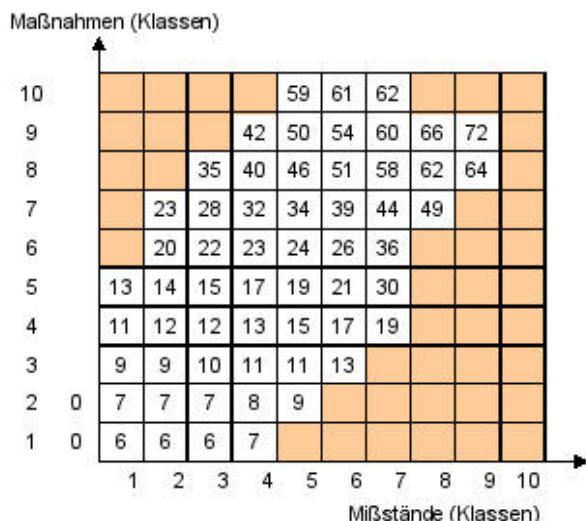 Maßnahmen (Klassen)
10 59 61 62
9 42 50 54 60 66 72
8 35 40 46 51 58 62 64
7 23 28 32 34 39 44 49
6 20 22 23 24 26 36
5 13 14 15 17 19 21 30
4 11 12 12 13 15 17 19
3 9 9 10 11 11 13
2 0 7 7 7 8 9
1 0 6 6 6 7
1 2 3 4 5 6 7 8 9 10
Mißstände (Klassen)